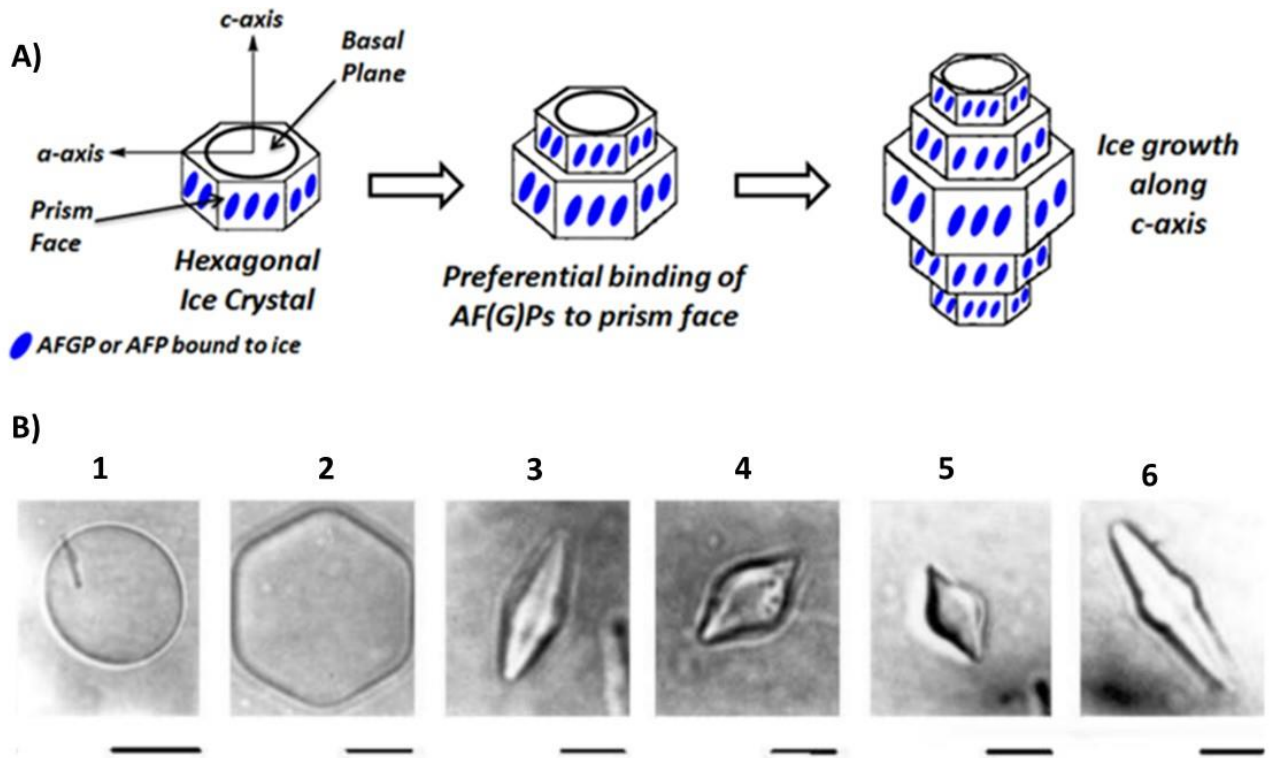 A)
c-axis
Basal
Plane
a-axis
Prism
Face
Hexagonal
Ice Crystal
AFGP or AFP bound to ice
Preferential binding of
AF(G)Ps to prism face
Ice growth
along
c-axis
B)
1 2 3 4 5 6